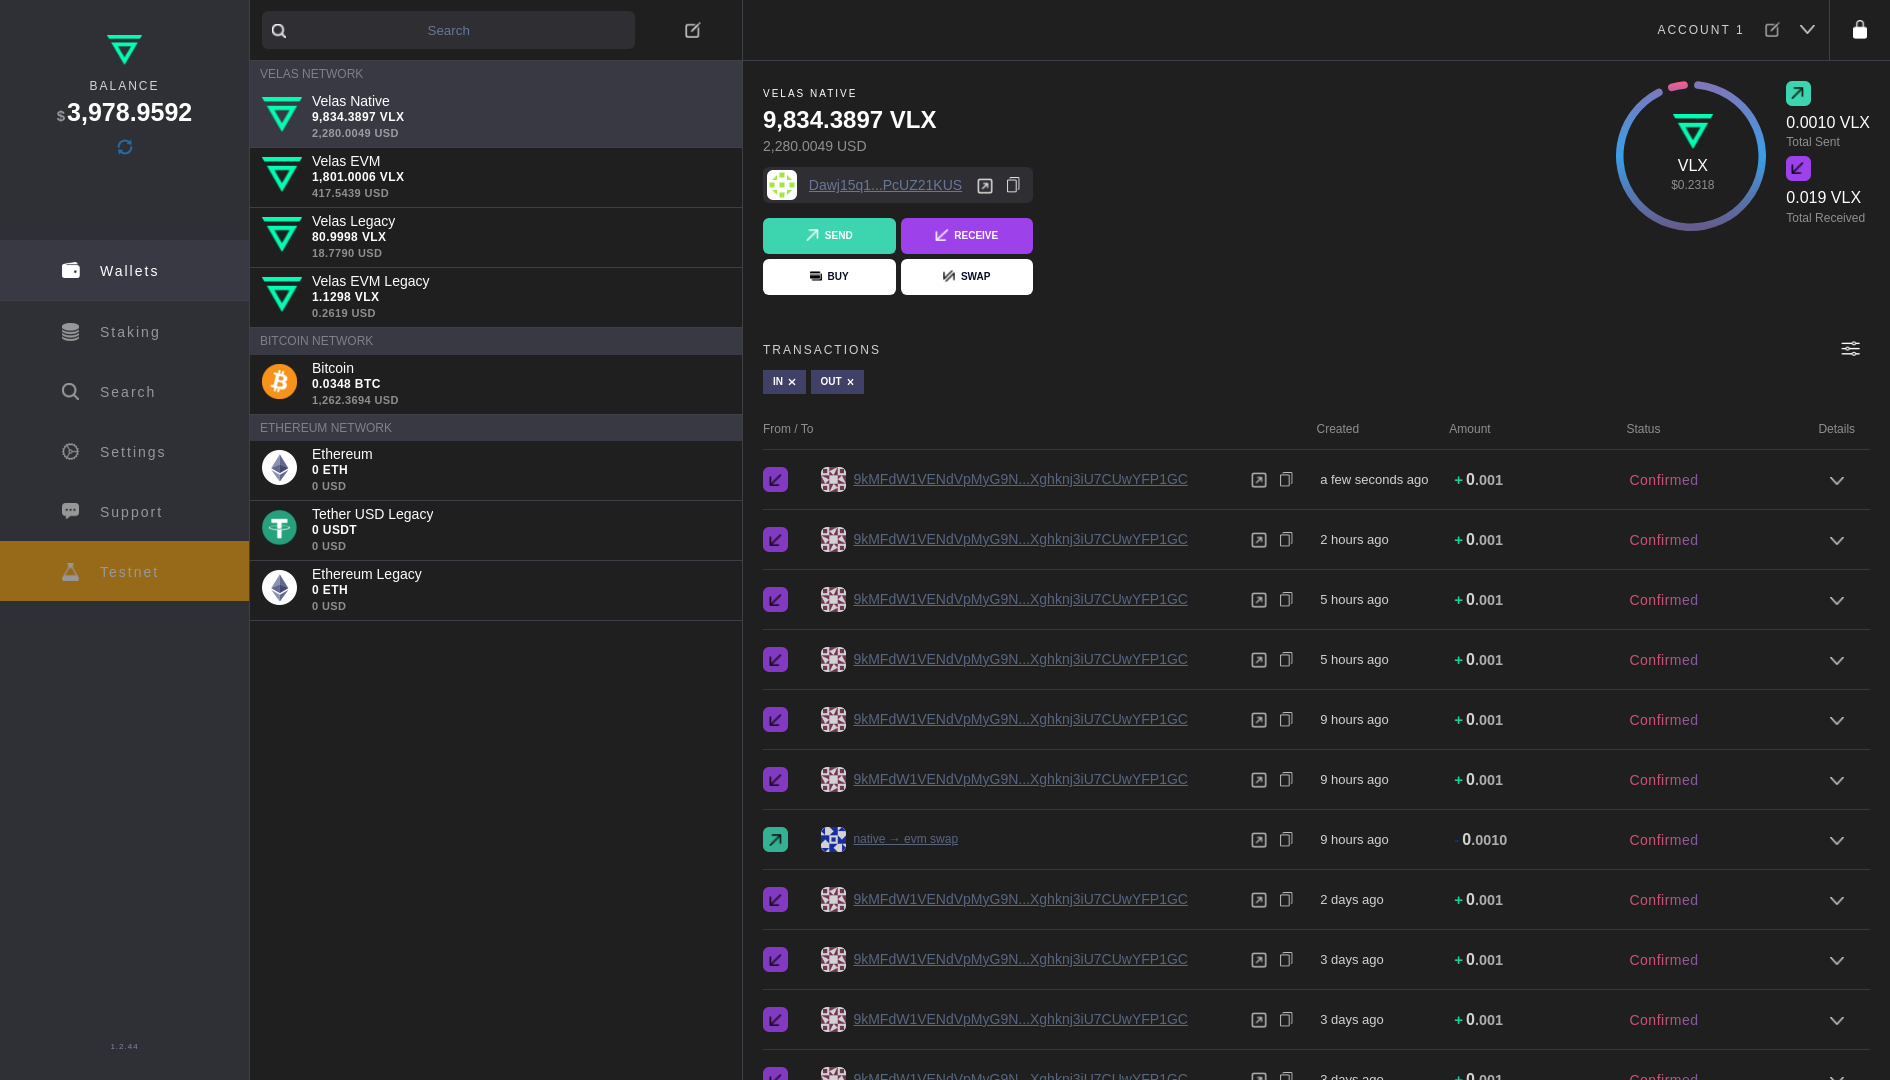 BALANCE
$3,978.9592
Wallets
Staking
Search
Settings
Support
Testnet
1.2.44
Search
VELAS NETWORK
Velas Native
9,834.3897 VLX
2,280.0049 USD
Velas EVM
1,801.0006 VLX
417.5439 USD
Velas Legacy
80.9998 VLX
18.7790 USD
Velas EVM Legacy
1.1298 VLX
0.2619 USD
BITCOIN NETWORK
Bitcoin
0.0348 BTC
1,262.3694 USD
ETHEREUM NETWORK
Ethereum
0 ETH
0 USD
Tether USD Legacy
0 USDT
0 USD
Ethereum Legacy
0 ETH
0 USD
ACCOUNT 1
VELAS NATIVE
9,834.3897 VLX
2,280.0049 USD
Dawj15q1...PcUZ21KUS
SEND RECEIVE
BUY SWAP
VLX
$0.2318
0.0010 VLX
Total Sent
0.019 VLX
Total Received
TRANSACTIONS
IN × OUT ×
From / To Created Amount Status Details
9kMFdW1VENdVpMyG9N...Xghknj3iU7CUwYFP1GC a few seconds ago + 0.001 Confirmed
9kMFdW1VENdVpMyG9N...Xghknj3iU7CUwYFP1GC 2 hours ago + 0.001 Confirmed
9kMFdW1VENdVpMyG9N...Xghknj3iU7CUwYFP1GC 5 hours ago + 0.001 Confirmed
9kMFdW1VENdVpMyG9N...Xghknj3iU7CUwYFP1GC 5 hours ago + 0.001 Confirmed
9kMFdW1VENdVpMyG9N...Xghknj3iU7CUwYFP1GC 9 hours ago + 0.001 Confirmed
9kMFdW1VENdVpMyG9N...Xghknj3iU7CUwYFP1GC 9 hours ago + 0.001 Confirmed
native → evm swap 9 hours ago 0.0010 Confirmed
9kMFdW1VENdVpMyG9N...Xghknj3iU7CUwYFP1GC 2 days ago + 0.001 Confirmed
9kMFdW1VENdVpMyG9N...Xghknj3iU7CUwYFP1GC 3 days ago + 0.001 Confirmed
9kMFdW1VENdVpMyG9N...Xghknj3iU7CUwYFP1GC 3 days ago + 0.001 Confirmed
9kMFdW1VENdVpMyG9N...Xghknj3iU7CUwYFP1GC 3 days ago + 0.001 Confirmed